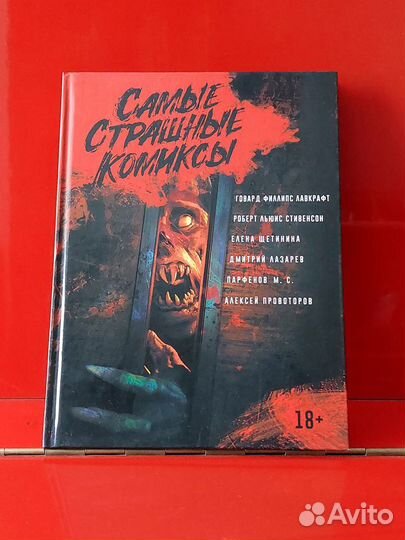 Самые
страшные
комиксы
ГОВАРД ФИЛЛИПС ЛАВКРАФТ
РОБЕРТ ЛЬЮИС СТИВЕНСОН
ЕЛЕНА ЩЕТИНИНА
ДМИТРИЙ ЛАЗАРЕВ
ПАРФЕНОВ М. С.
АЛЕКСЕЙ ПРОВОТОРОВ
18+
Avito